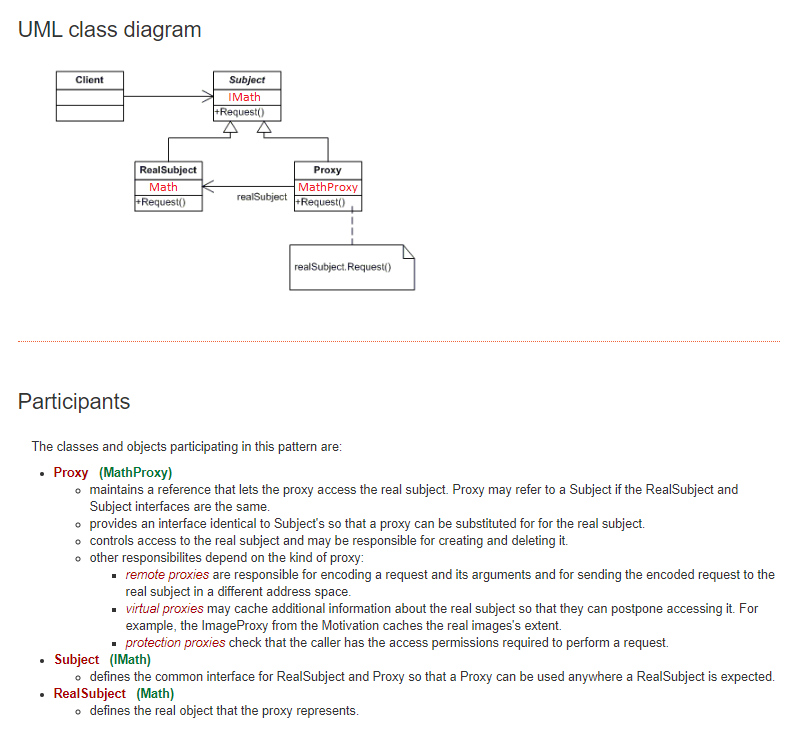 UML class diagram
Client
Subject
IMath
+Request()
RealSubject
Math
+Request()
realSubject
Proxy
MathProxy
+Request()
realSubject.Request()
Participants
The classes and objects participating in this pattern are:
Proxy (MathProxy)
maintains a reference that lets the proxy access the real subject. Proxy may refer to a Subject if the RealSubject and
Subject interfaces are the same.
provides an interface identical to Subject's so that a proxy can be substituted for for the real subject.
controls access to the real subject and may be responsible for creating and deleting it.
other responsibilites depend on the kind of proxy:
remote proxies are responsible for encoding a request and its arguments and for sending the encoded request to the
real subject in a different address space.
virtual proxies may cache additional information about the real subject so that they can postpone accessing it. For
example, the ImageProxy from the Motivation caches the real images's extent.
protection proxies check that the caller has the access permissions required to perform a request.
Subject (IMath)
defines the common interface for RealSubject and Proxy so that a Proxy can be used anywhere a RealSubject is expected.
RealSubject (Math)
defines the real object that the proxy represents.